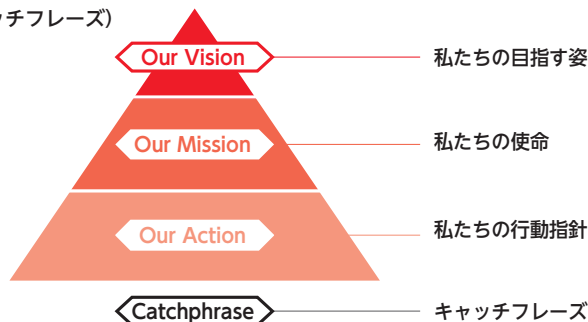 ッチフレーズ）
Our Vision 私たちの目指す姿
Our Mission 私たちの使命
Our Action 私たちの行動指針
Catchphrase キャッチフレーズ